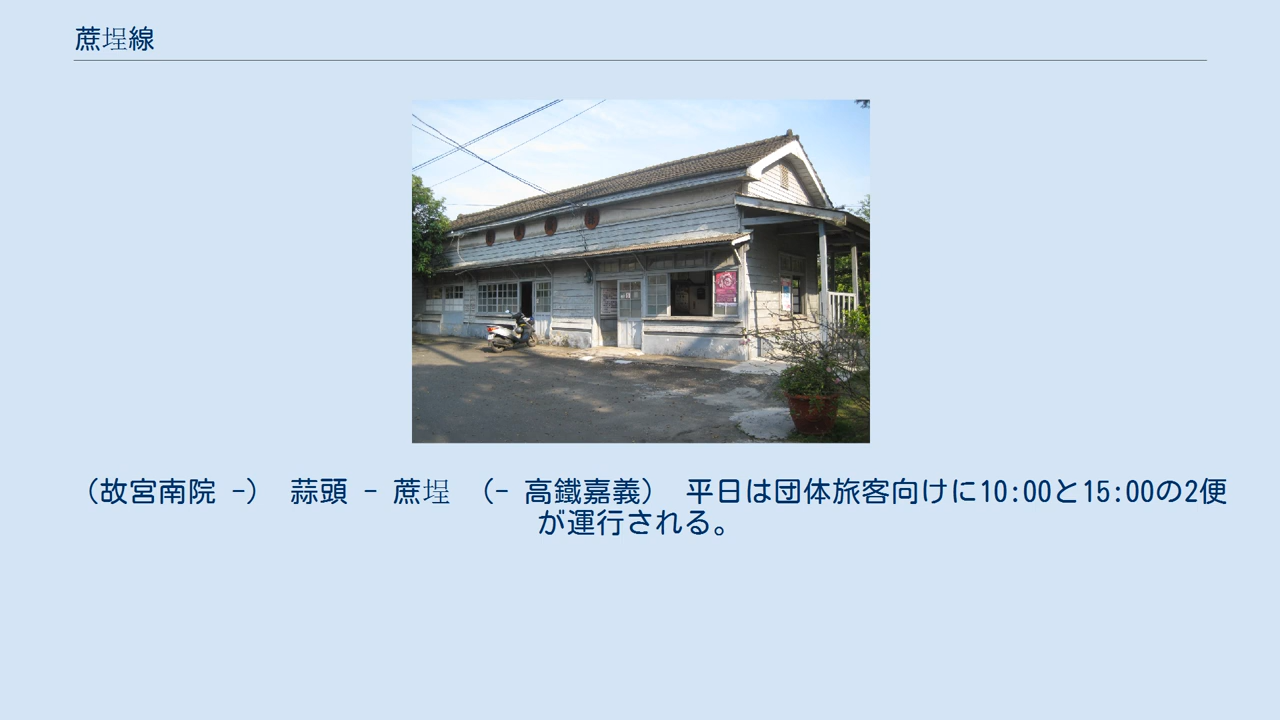 蔗埕線
（故宮南院 -） 蒜頭 - 蔗埕 （- 高鐵嘉義） 平日は団体旅客向けに10:00と15:00の2便
が運行される。